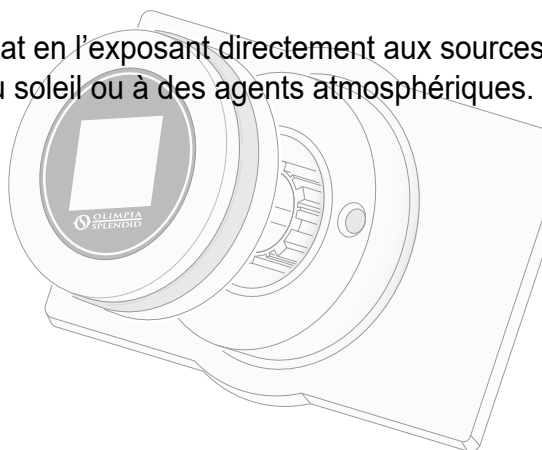 at en l’exposant directement aux sources
soleil ou à des agents atmosphériques.
OLIMPIA
SPLENDID